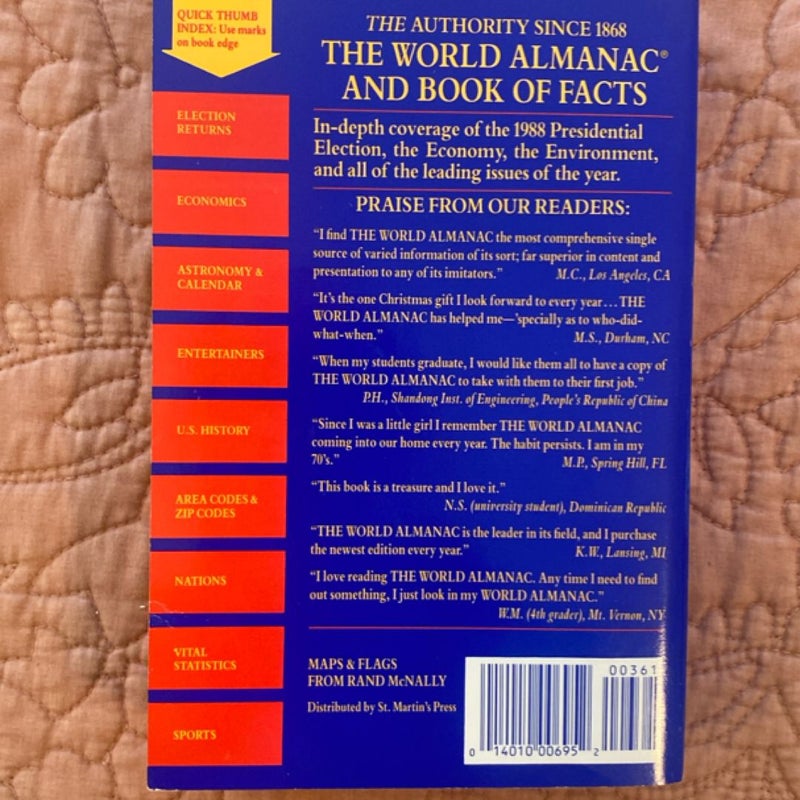 QUICK THUMB
INDEX: Use marks
on book edge
ELECTION
RETURNS
ECONOMICS
ASTRONOMY &
CALENDAR
ENTERTAINERS
U.S. HISTORY
AREA CODES &
ZIP CODES
NATIONS
VITAL
STATISTICS
SPORTS
THE AUTHORITY SINCE 1868
THE WORLD ALMANAC®
AND BOOK OF FACTS
In-depth coverage of the 1988 Presidential
Election, the Economy, the Environment,
and all of the leading issues of the year.
PRAISE FROM OUR READERS:
“I find THE WORLD ALMANAC the most comprehensive single
source of varied information of its sort; far superior in content and
presentation to any of its imitators.” M.C., Los Angeles, CA
“It’s the one Christmas gift I look forward to every year…THE
WORLD ALMANAC has helped me—’specially as to who-did-
what-when.” M.S., Durham, NC
“When my students graduate, I would like them all to have a copy of
THE WORLD ALMANAC to take with them to their first job.”
P.H., Shandong Inst. of Engineering, People’s Republic of China
“Since I was a little girl I remember THE WORLD ALMANAC
coming into our home every year. The habit persists. I am in my
70’s.” M.P., Spring Hill, FL
“This book is a treasure and I love it.”
N.S. (university student), Dominican Republic
“THE WORLD ALMANAC is the leader in its field, and I purchase
the newest edition every year.” K.W., Lansing, MI
“I love reading THE WORLD ALMANAC. Any time I need to find
out something, I just look in my WORLD ALMANAC.”
W.M. (4th grader), Mt. Vernon, NY
MAPS & FLAGS
FROM RAND McNALLY
Distributed by St. Martin’s Press
00361
0 14010 00695 2